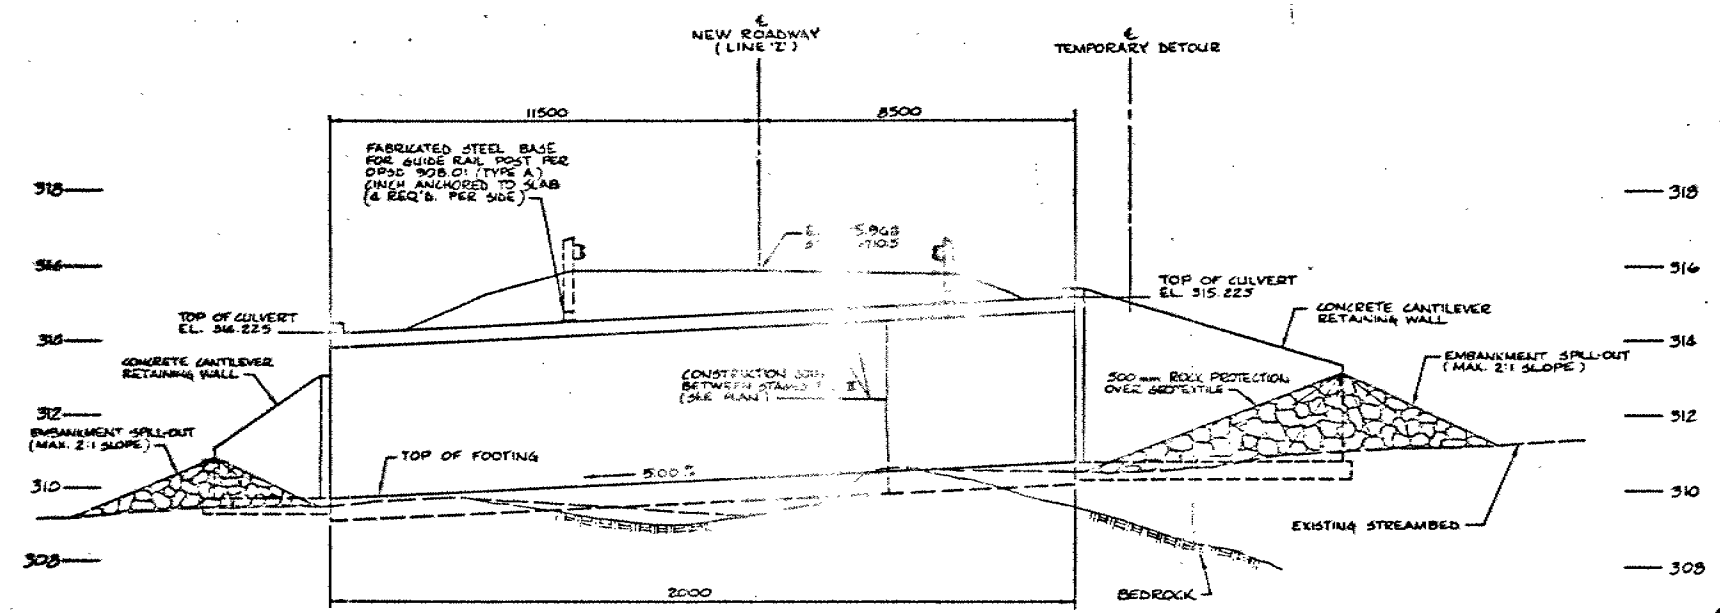 ℄
NEW ROADWAY
(LINE 'Z')
℄
TEMPORARY DETOUR
11500
8500
FABRICATED STEEL BASE
FOR GUIDE RAIL POST PER
OPSD 908.01 (TYPE A)
CINCH ANCHORED TO SLAB
(4 REQ'D. PER SIDE)
318
318
316
316
TOP OF CULVERT
EL. 315.225
TOP OF CULVERT
EL. 314.225
CONCRETE CANTILEVER
RETAINING WALL
314
CONCRETE CANTILEVER
RETAINING WALL
CONSTRUCTION
BETWEEN STAGES
(SEE PLAN)
500mm ROCK PROTECTION
OVER GEOTEXTILE
EMBANKMENT SPILL-OUT
(MAX. 2:1 SLOPE)
312
312
EMBANKMENT SPILL-OUT
(MAX. 2:1 SLOPE)
TOP OF FOOTING
5.00 %
310
310
EXISTING STREAMBED
308
308
BEDROCK
2000